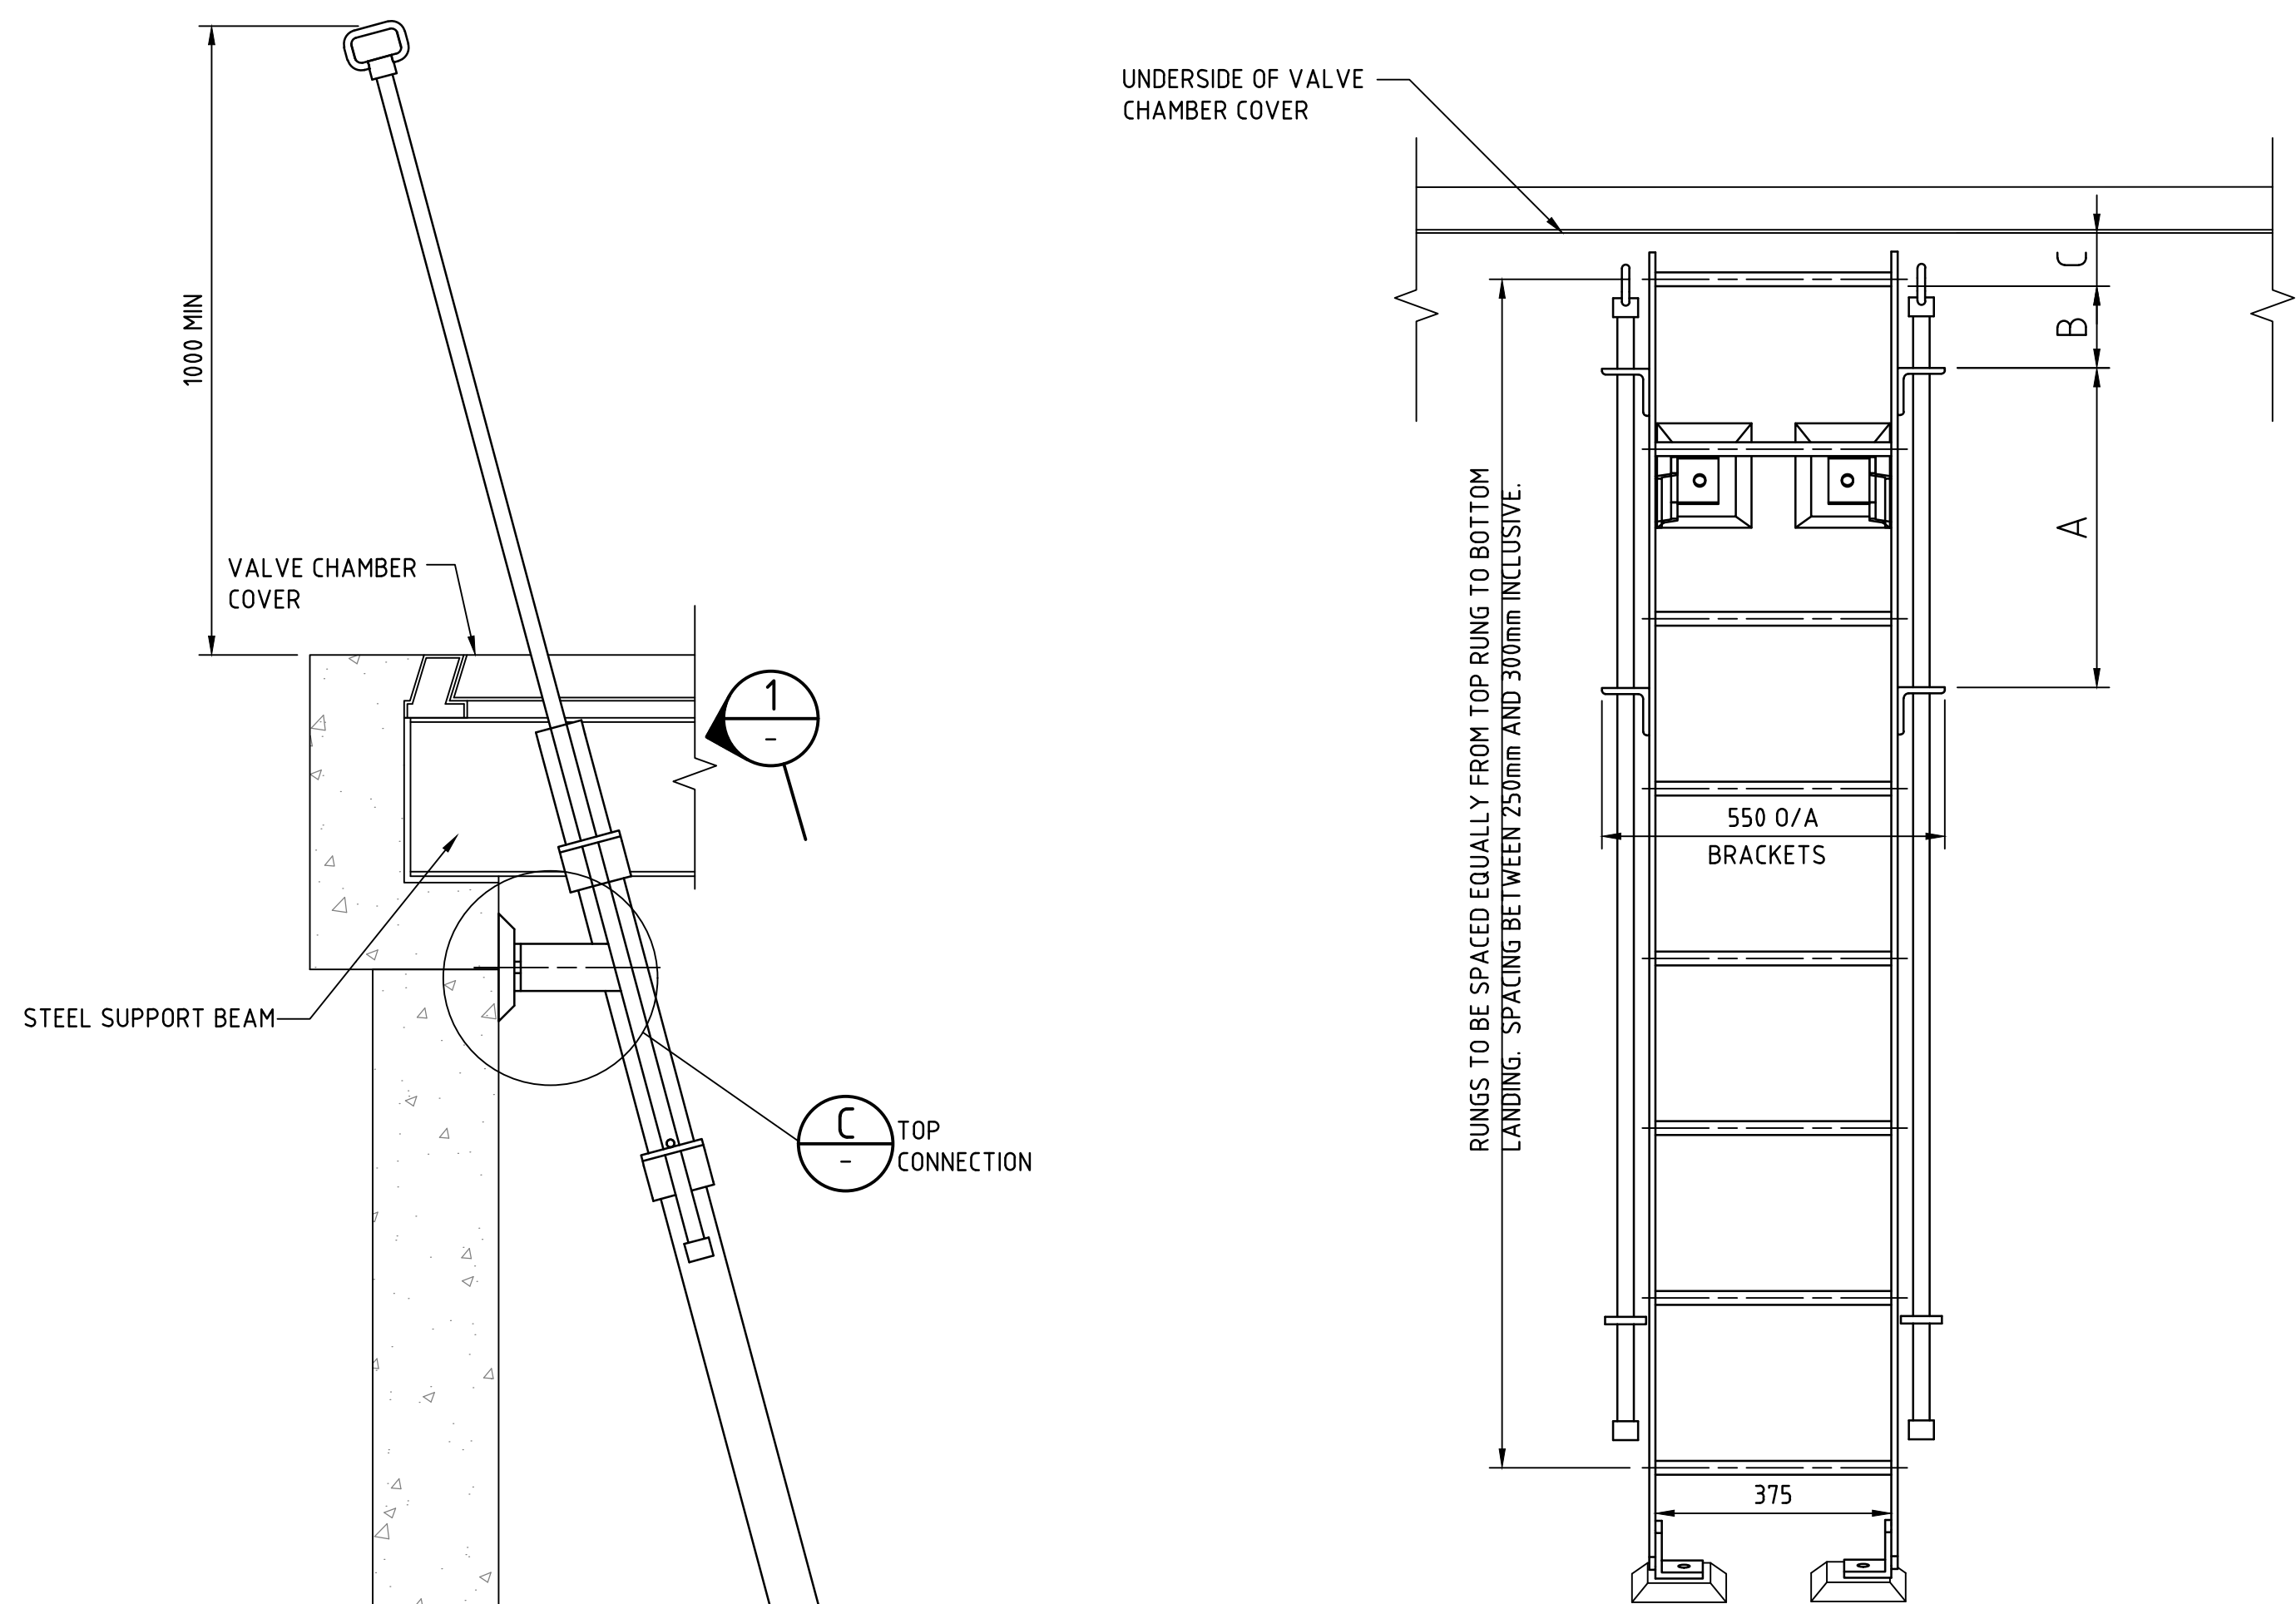 1000 MIN
VALVE CHAMBER
COVER
1
-
STEEL SUPPORT BEAM
C
-
TOP
CONNECTION
UNDERSIDE OF VALVE
CHAMBER COVER
C
B
A
RUNGS TO BE SPACED EQUALLY FROM TOP RUNG TO BOTTOM
LANDING. SPACING BETWEEN 250mm AND 300mm INCLUSIVE.
550 O/A
BRACKETS
375